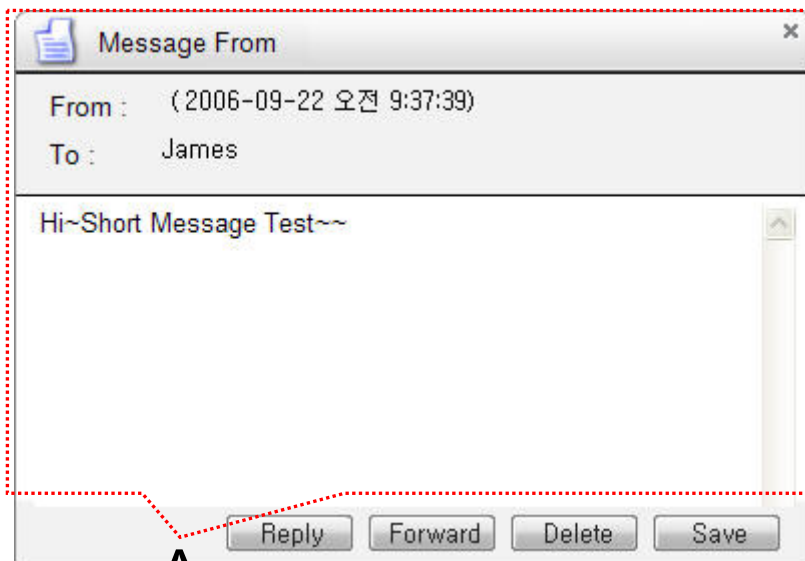 Message From
From : (2006-09-22 오전 9:37:39)
To : James
Hi~Short Message Test~~
Reply Forward Delete Save
A